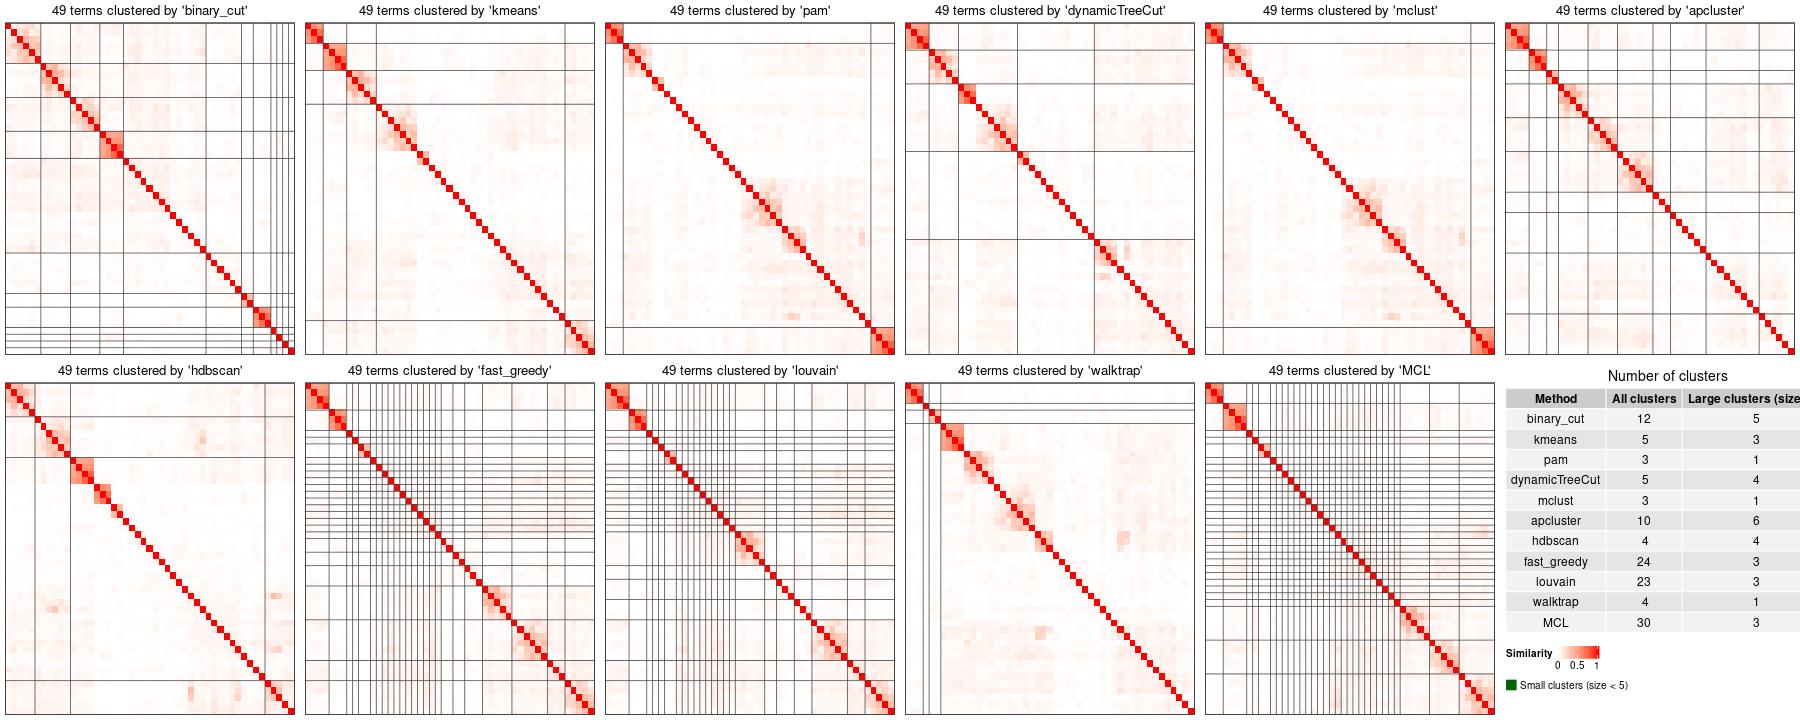 49 terms clustered by 'binary_cut'
49 terms clustered by 'kmeans'
49 terms clustered by 'pam'
49 terms clustered by 'dynamicTreeCut'
49 terms clustered by 'mclust'
49 terms clustered by 'apcluster'
49 terms clustered by 'hdbscan'
49 terms clustered by 'fast_greedy'
49 terms clustered by 'louvain'
49 terms clustered by 'walktrap'
49 terms clustered by 'MCL'
Number of clusters
Method All clusters Large clusters (size
binary_cut 12 5
kmeans 5 3
pam 3 1
dynamicTreeCut 5 4
mclust 3 1
apcluster 10 6
hdbscan 4 4
fast_greedy 24 3
louvain 23 3
walktrap 4 1
MCL 30 3
Similarity
0 0.5 1
Small clusters (size < 5)